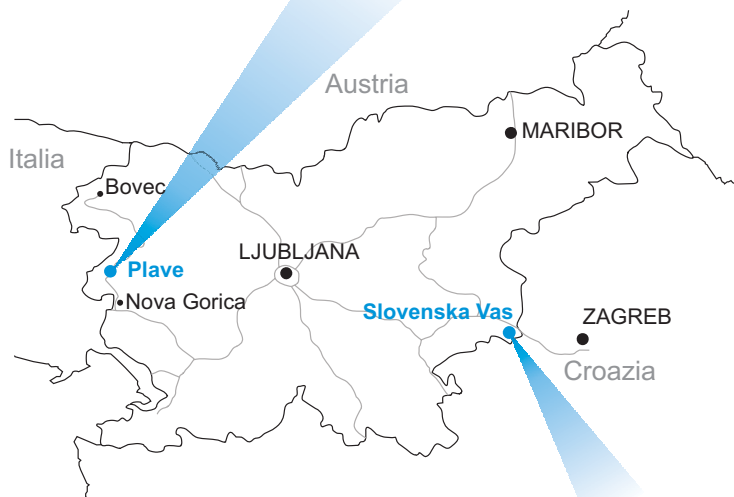 Austria
MARIBOR
Italia
Bovec
LJUBLJANA
Plave
Nova Gorica
Slovenska Vas
ZAGREB
Croazia